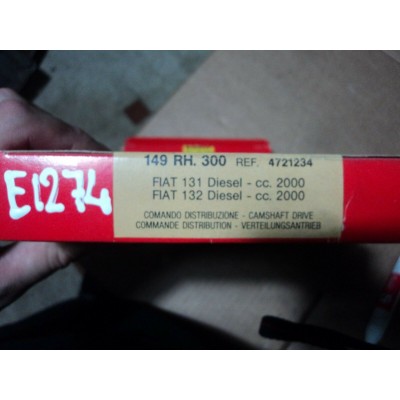 149 RH. 300 REF. 4721234
E1274
FIAT 131 Diesel - cc. 2000
FIAT 132 Diesel - cc. 2000
COMANDO DISTRIBUZIONE - CAMSHAFT DRIVE
COMMANDE DISTRIBUTION - VERTEILUNGSANTRIEB